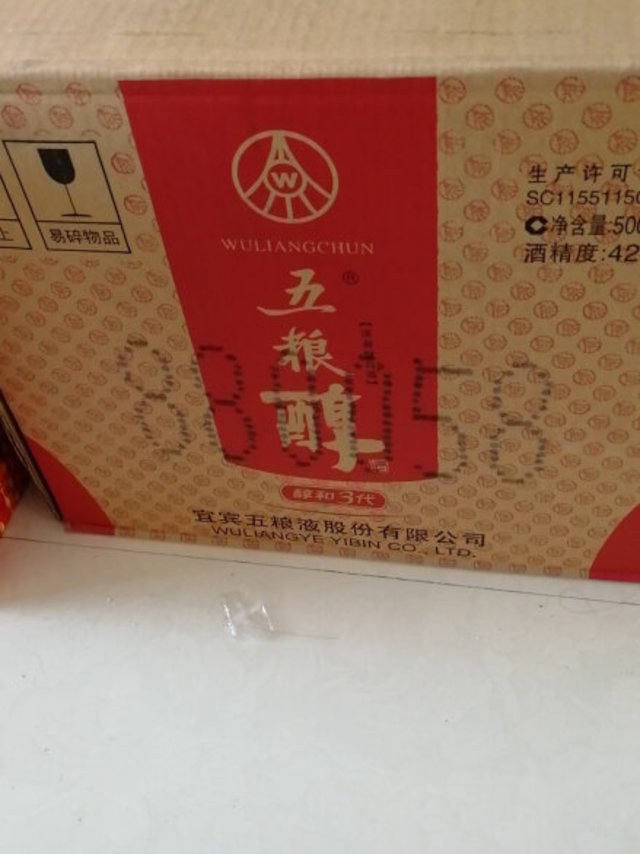 WULIANGCHUN
五粮醇®
醇和3代
宜宾五粮液股份有限公司
WULIANGYE YIBIN CO., LTD.
易碎物品
上
生产许可
SC1155115
净含量:500
酒精度:42